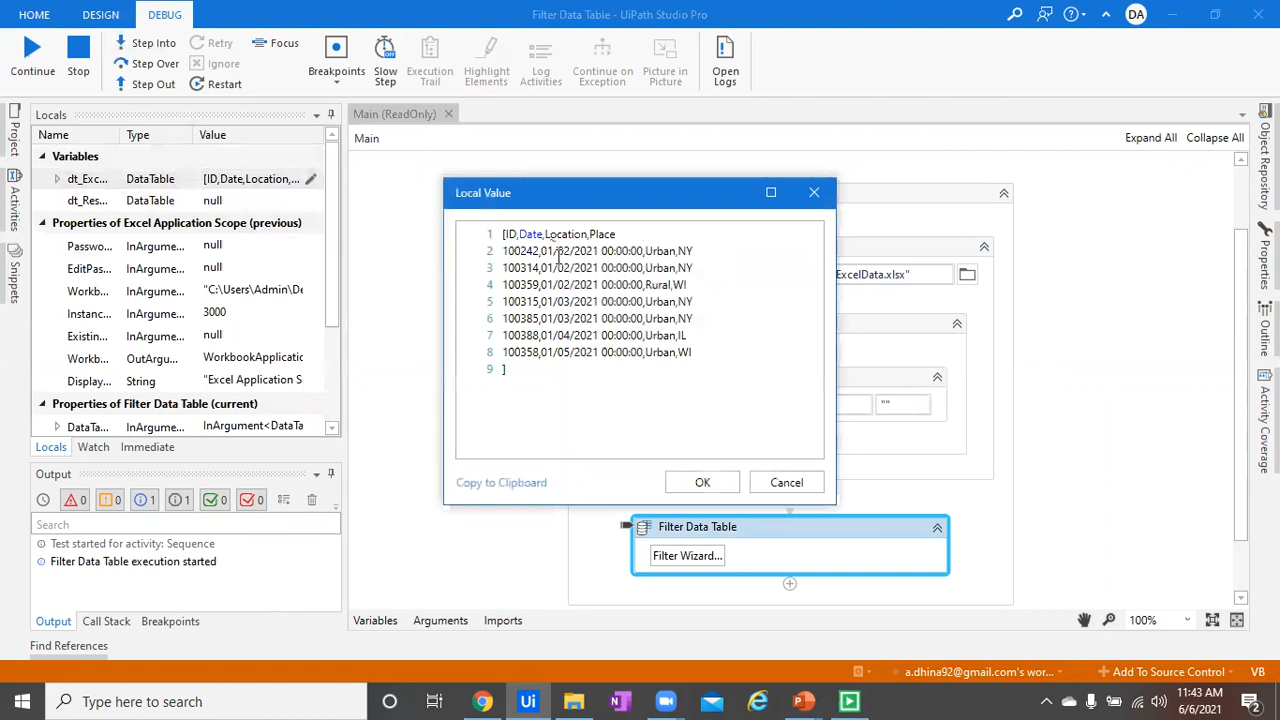 HOME DESIGN DEBUG Filter Data Table - UiPath Studio Pro DA
Continue Stop Step Into Step Over Step Out Retry Ignore Restart Focus Breakpoints Slow Step Execution Trail Highlight Elements Log Activities Continue on Exception Picture in Picture Open Logs
Locals
Name Type Value
Variables
dt_Exc... DataTable [ID,Date,Location,...
dt_Res... DataTable null
Properties of Excel Application Scope (previous)
Passwo... InArgume... null
EditPas... InArgume... null
Workb... InArgume... "C:\Users\Admin\De
Instanc... InArgume... 3000
Existin... InArgume... null
Workb... OutArgu... WorkbookApplicati
Display... String "Excel Application S
Properties of Filter Data Table (current)
DataTa... InArgume... InArgument<DataTa
Locals Watch Immediate
Output
0 0 1 1 0 0
Search
Test started for activity: Sequence
Filter Data Table execution started
Output Call Stack Breakpoints
Find References
Project
Activities
Snippets
Main (ReadOnly)
Main Expand All Collapse All
ExcelData.xlsx"
""
Local Value
1 [ID,Date,Location,Place
2 100242,01/02/2021 00:00:00,Urban,NY
3 100314,01/02/2021 00:00:00,Urban,NY
4 100359,01/02/2021 00:00:00,Rural,WI
5 100315,01/03/2021 00:00:00,Urban,NY
6 100385,01/03/2021 00:00:00,Urban,NY
7 100388,01/04/2021 00:00:00,Urban,IL
8 100358,01/05/2021 00:00:00,Urban,WI
9 ]
Copy to Clipboard OK Cancel
Filter Data Table
Filter Wizard...
Variables Arguments Imports 100%
Object Repository
Properties
Outline
Resources
Activity Coverage
a.dhina92@gmail.com's wor... Add To Source Control VB
Type here to search
11:43 AM
6/6/2021